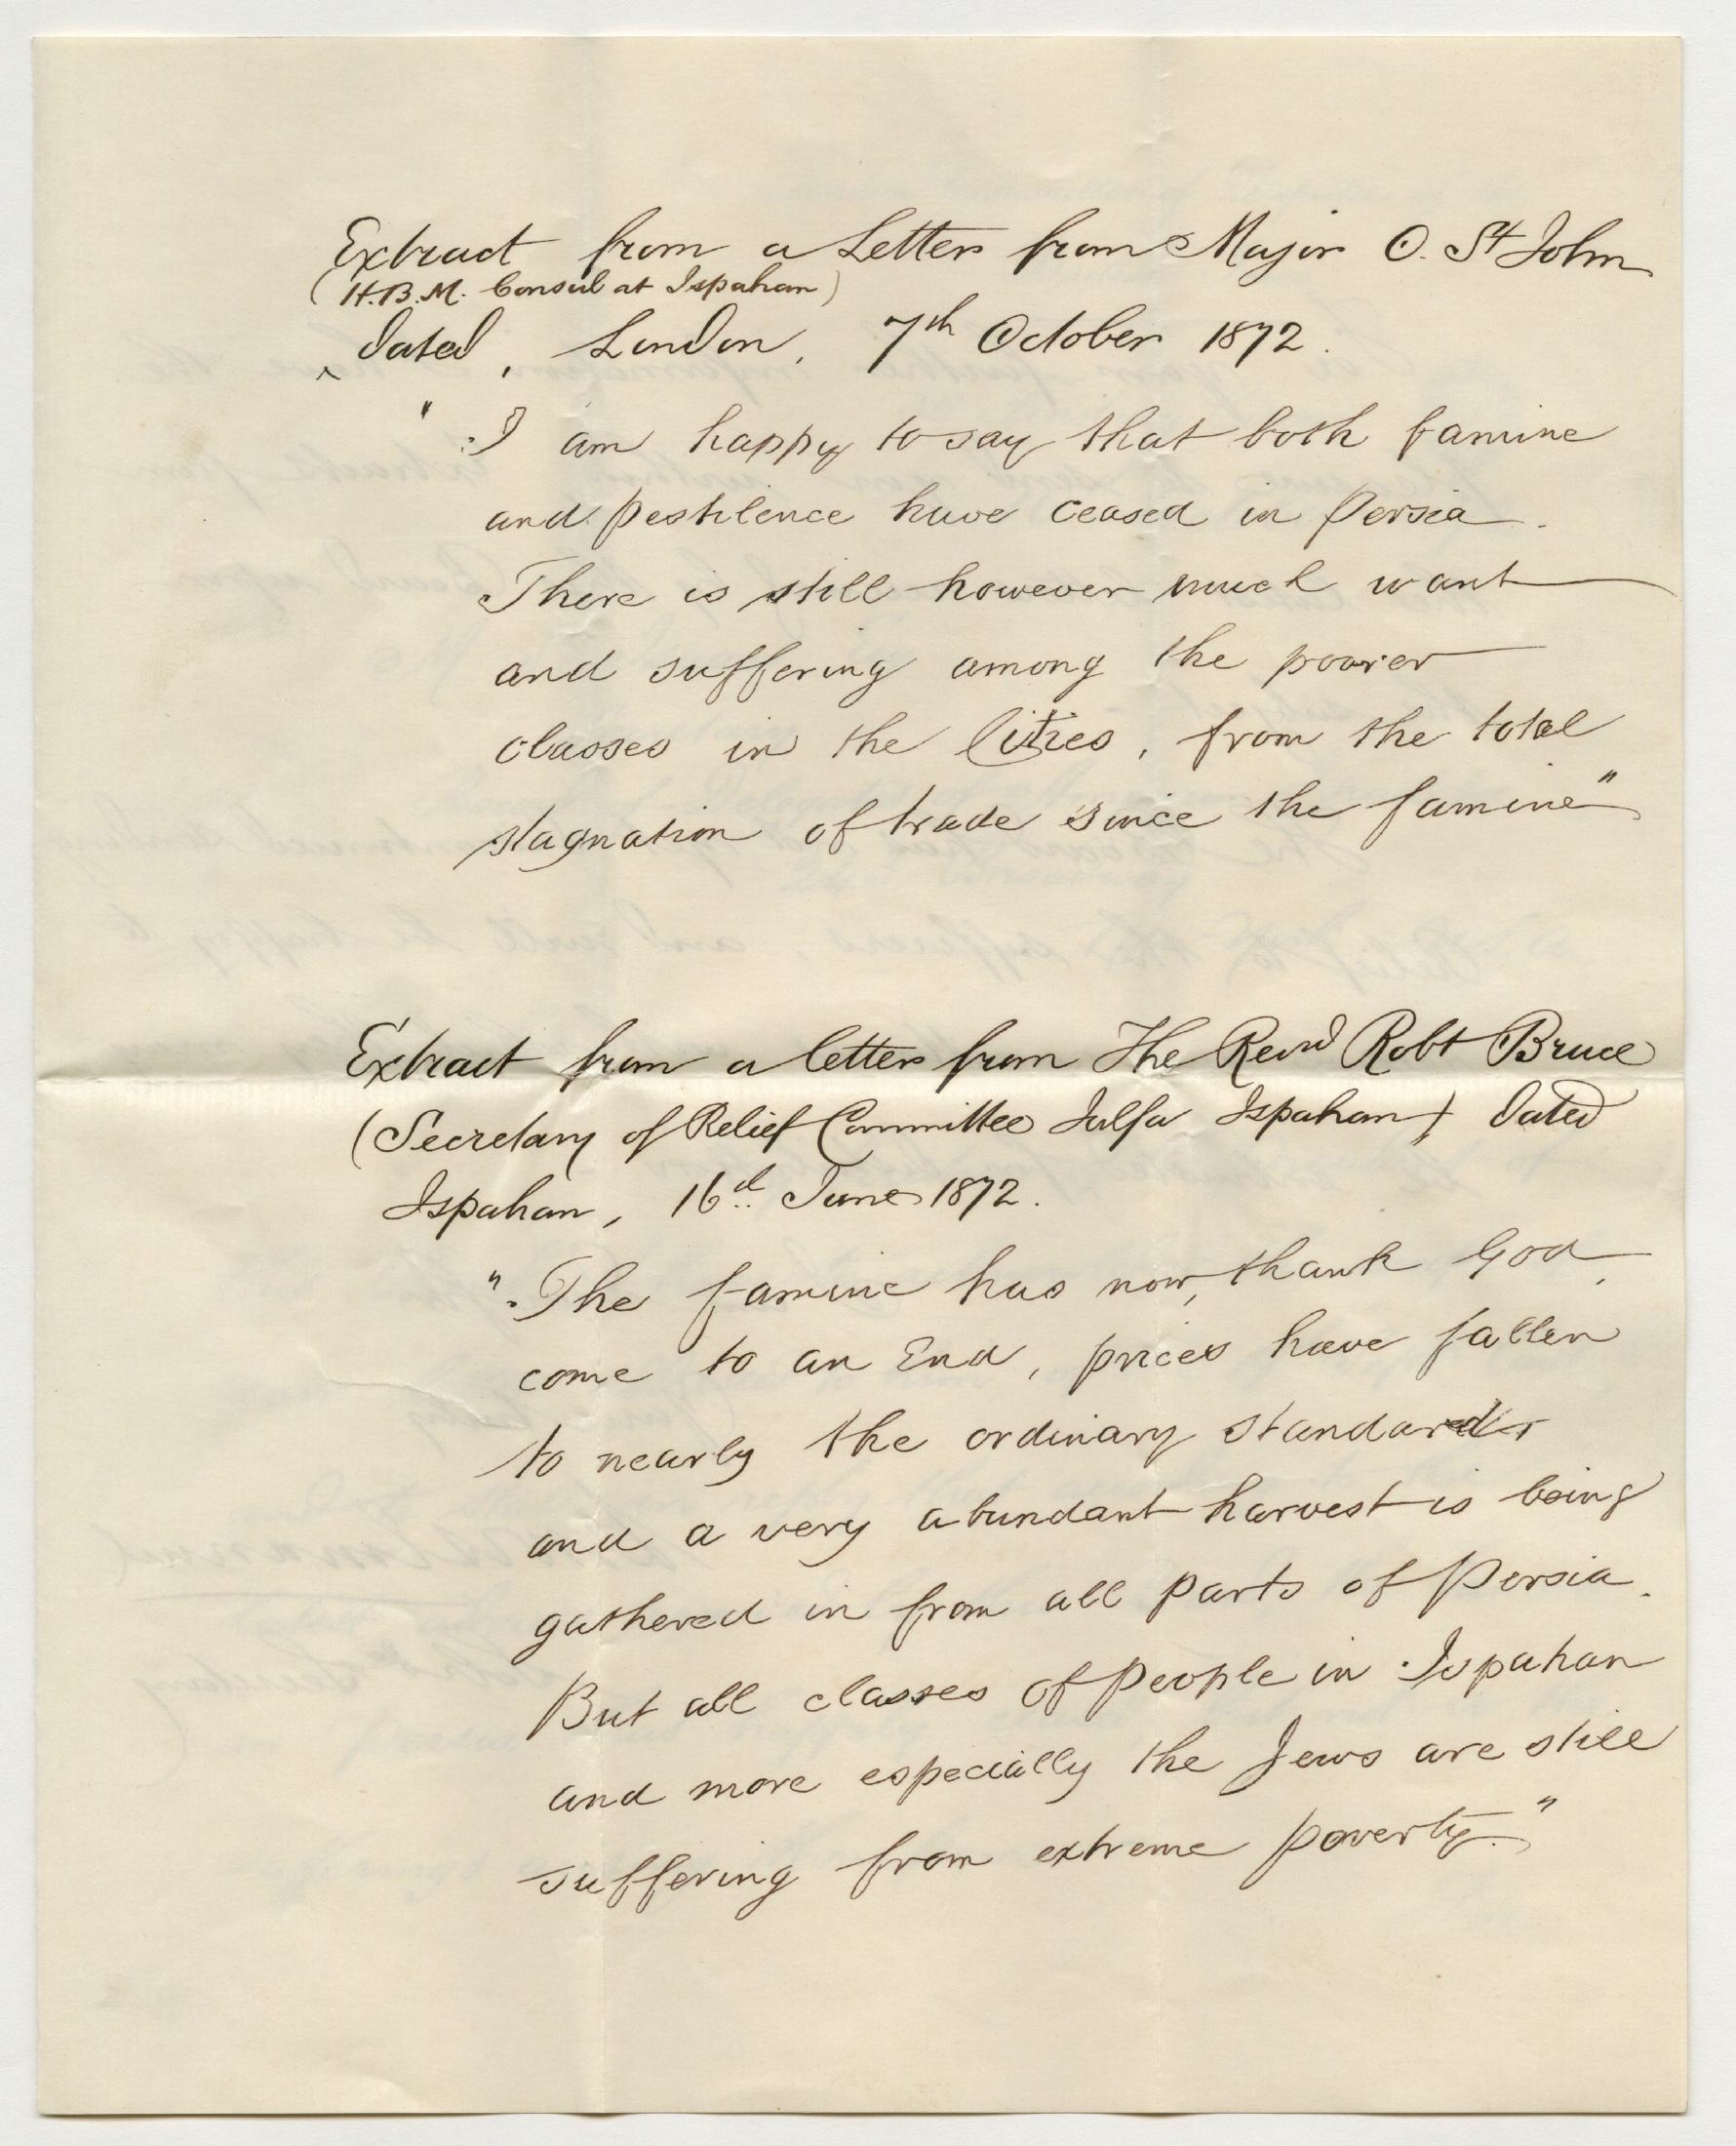 Extract from a Letter from Major O. St John
(H.B.M. Consul at Ispahan)
^ dated, London, 7th October 1872.
" I am happy to say that both famine
and pestilence have ceased in Persia.
There is still however much want
and suffering among the poorer
classes in the Cities, from the total
stagnation of trade since the famine"
Extract from a letter from The Revd Robt Bruce
(Secretary of Relief Committee Julfa Ispahan) dated
Ispahan, 16th June 1872.
"The famine has now, thank God,
come to an End, prices have fallen
to nearly the ordinary standard
and a very abundant harvest is being
gathered in from all parts of Persia.
But all classes of people in Ispahan
and more especially the Jews are still
suffering from extreme poverty."